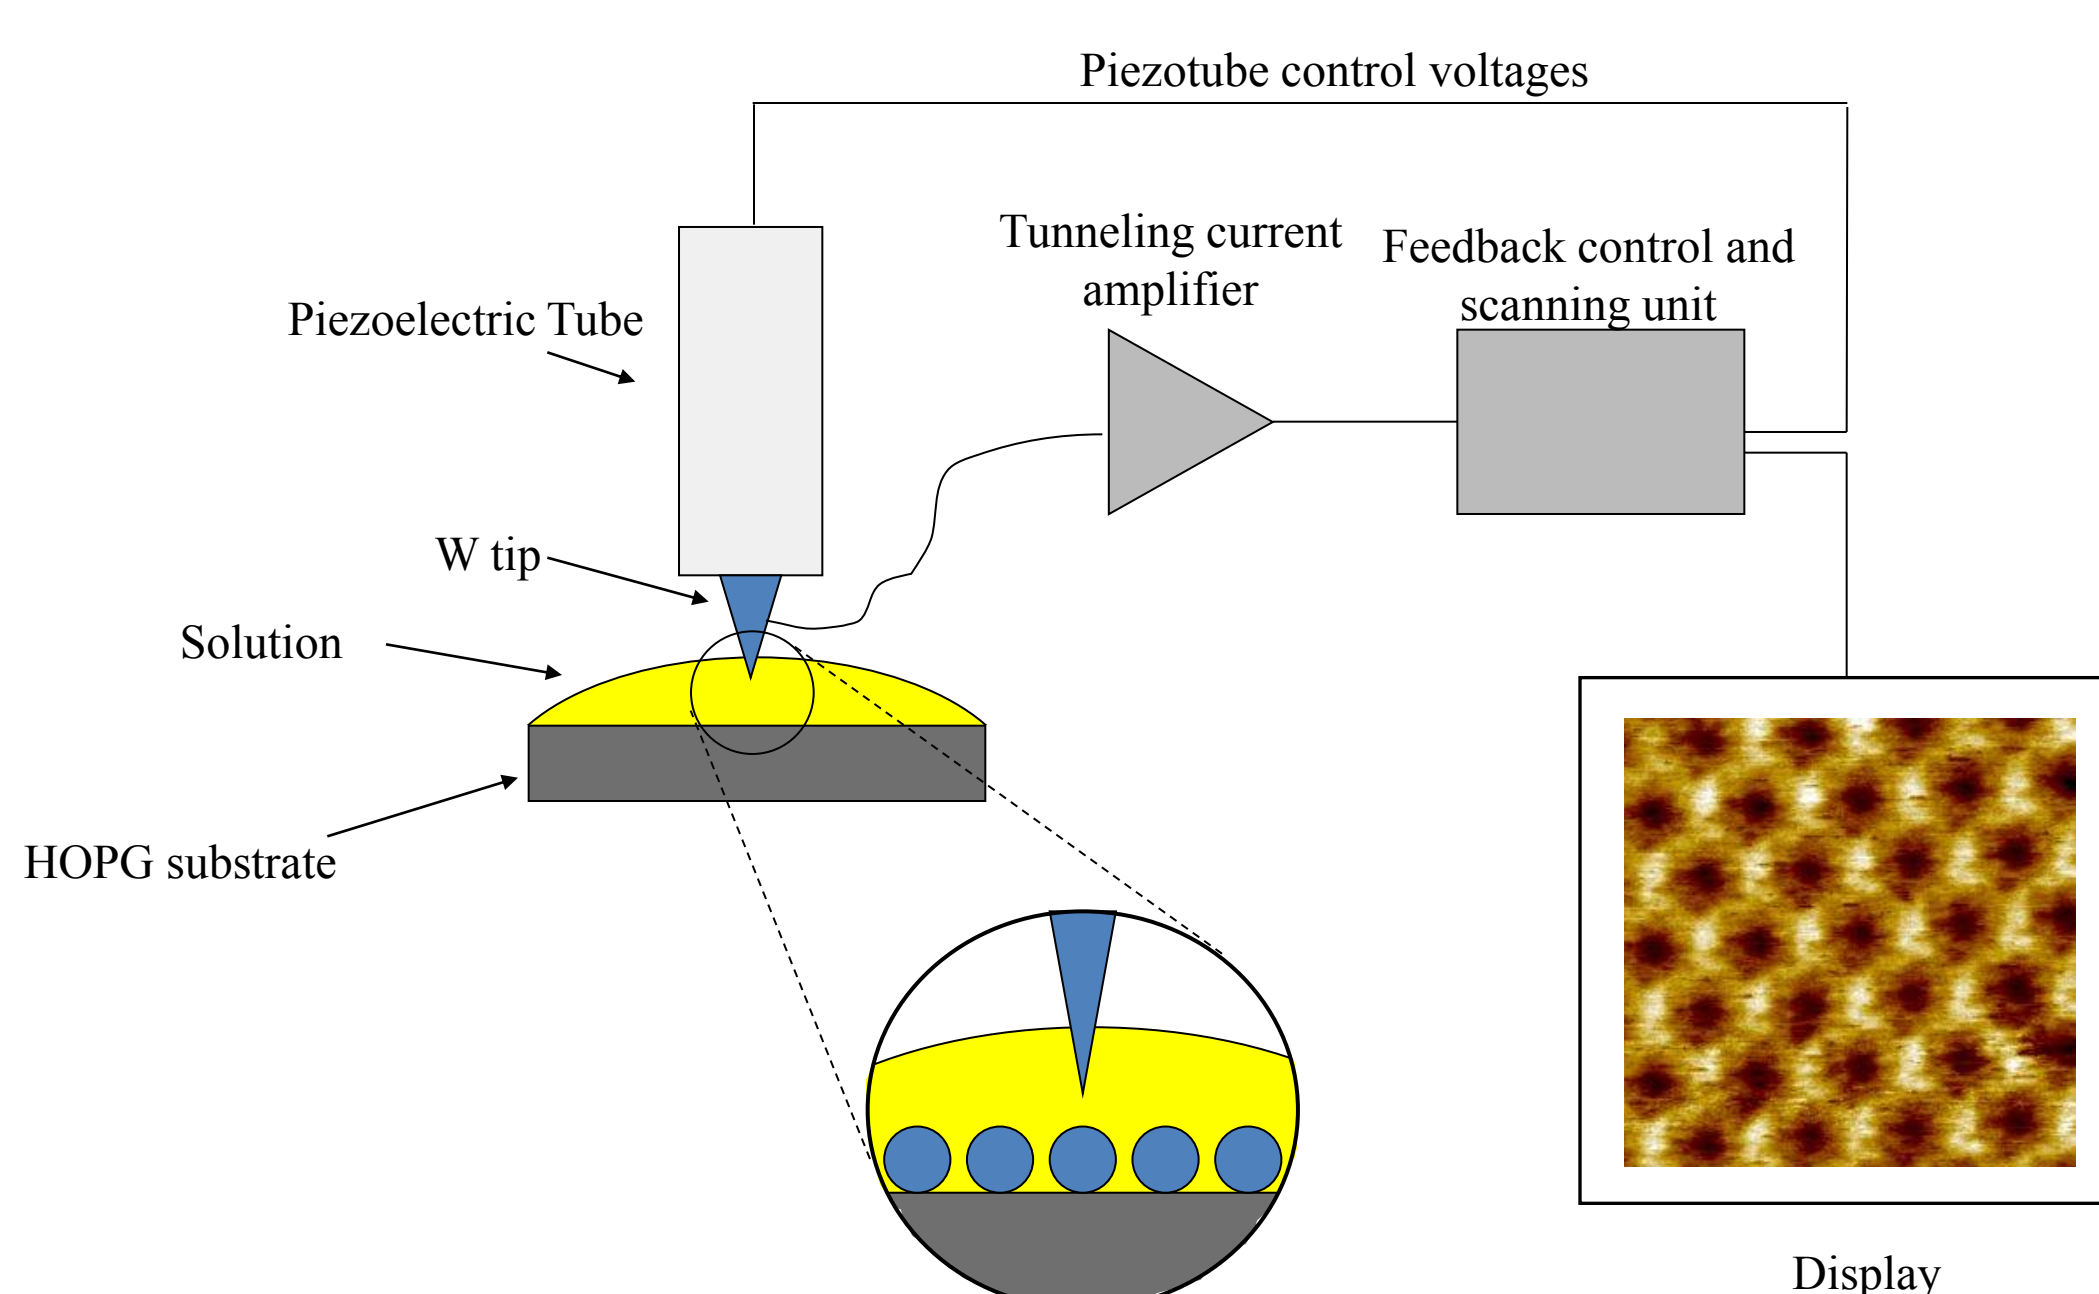 Piezotube control voltages
Tunneling current
amplifier
Feedback control and
scanning unit
Piezoelectric Tube
W tip
Solution
HOPG substrate
Display